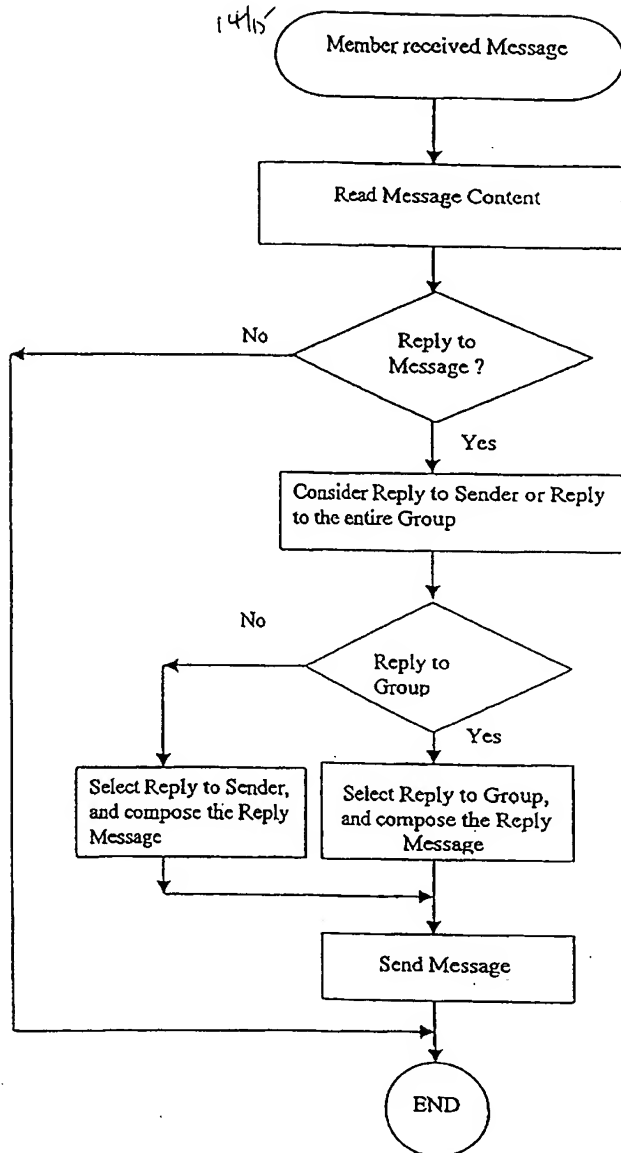 14/15
Member received Message
Read Message Content
No
Reply to
Message ?
Yes
Consider Reply to Sender or Reply
to the entire Group
No
Reply to
Group
Yes
Select Reply to Sender,
and compose the Reply
Message
Select Reply to Group,
and compose the Reply
Message
Send Message
END